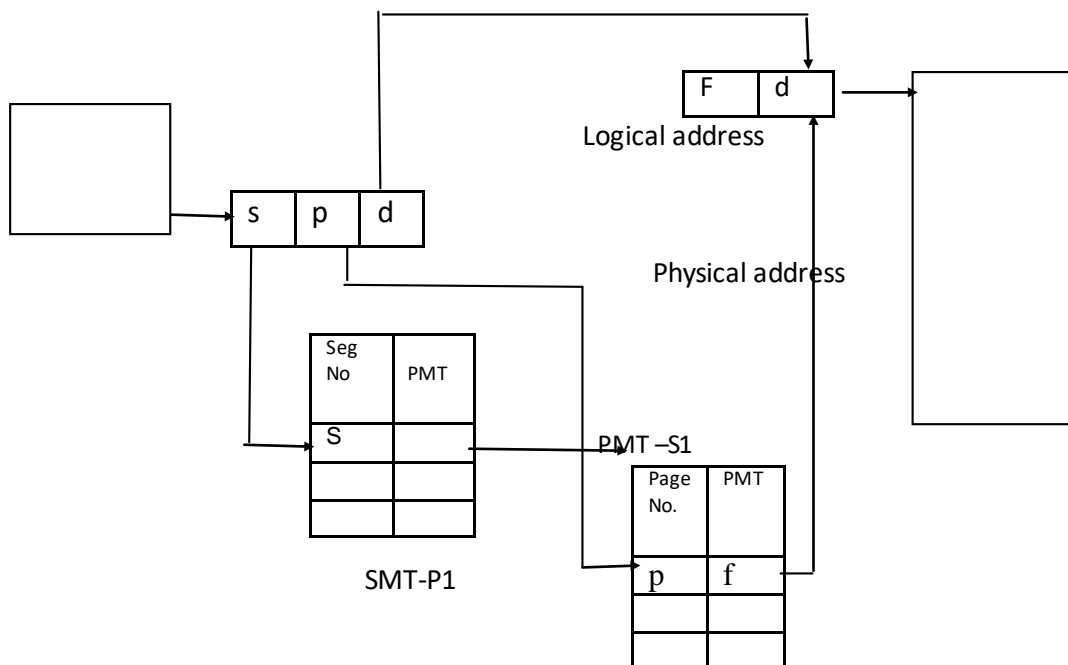 F d
Logical address
s p d
Physical address
Seg
No PMT
S
PMT –S1
Page PMT
No.
p f
SMT-P1